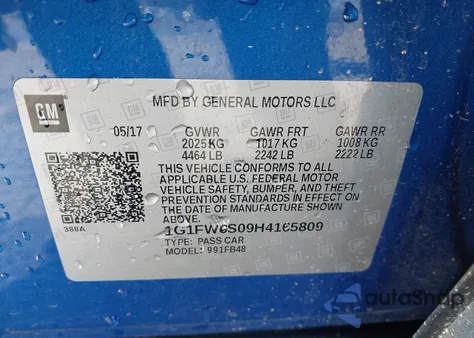 GM
MFD BY GENERAL MOTORS LLC
05/17 GVWR GAWR FRT GAWR RR
2025 KG 1017 KG 1008 KG
4464 LB 2242 LB 2222 LB
THIS VEHICLE CONFORMS TO ALL
APPLICABLE U.S. FEDERAL MOTOR
VEHICLE SAFETY, BUMPER, AND THEFT
PREVENTION STANDARDS IN EFFECT ON
THE DATE OF MANUFACTURE SHOWN
ABOVE.
388A
1G1FW6S09H4165809
TYPE: PASS CAR
MODEL: 991FB48
autoSnap